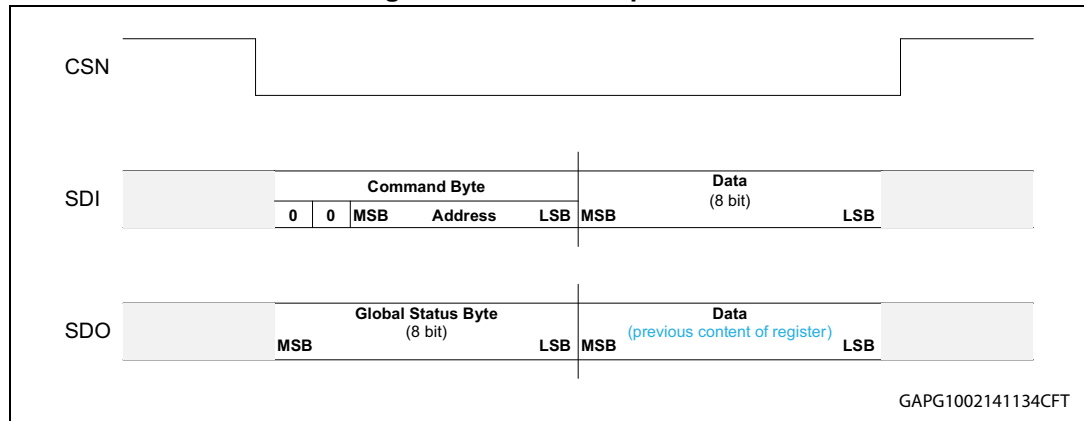 CSN
SDI
Command Byte
0 0 MSB Address LSB
Data
(8 bit)
MSB LSB
SDO
Global Status Byte
(8 bit)
MSB LSB
Data
(previous content of register)
MSB LSB
GAPG1002141134CFT